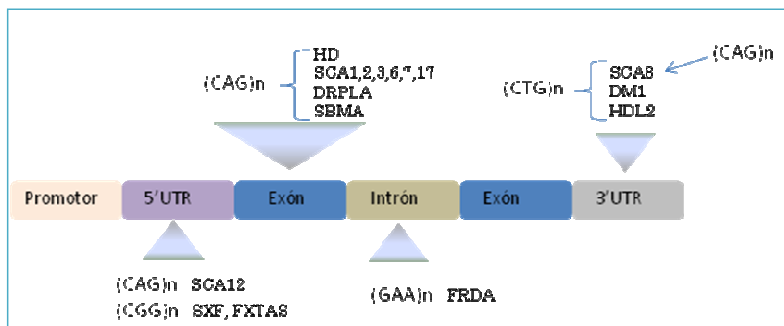 (CAG)n
HD
SCA1,2,3,6,7,17
DRPLA
SBMA
(CTG)n
SCA8
DM1
HDL2
(CAG)n
Promotor
5'UTR
Exón
Intrón
Exón
3'UTR
(CAG)n SCA12
(CGG)n SXF, FXTAS
(GAA)n FRDA